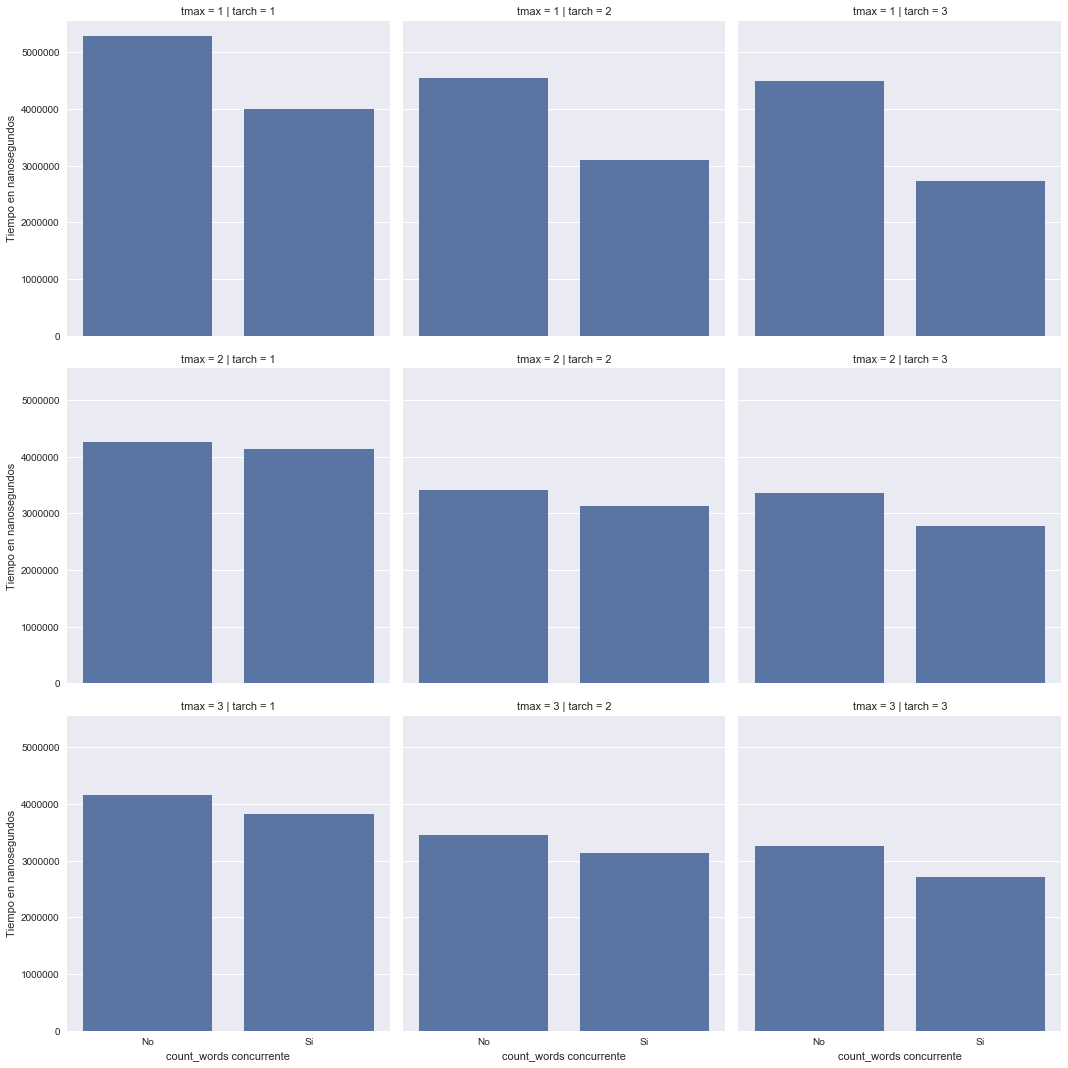 tmax = 1 | tarch = 1
tmax = 1 | tarch = 2
tmax = 1 | tarch = 3
Tiempo en nanosegundos
5000000
4000000
3000000
2000000
1000000
0
tmax = 2 | tarch = 1
tmax = 2 | tarch = 2
tmax = 2 | tarch = 3
Tiempo en nanosegundos
5000000
4000000
3000000
2000000
1000000
0
tmax = 3 | tarch = 1
tmax = 3 | tarch = 2
tmax = 3 | tarch = 3
Tiempo en nanosegundos
5000000
4000000
3000000
2000000
1000000
0
No
Si
No
Si
No
Si
count_words concurrente
count_words concurrente
count_words concurrente